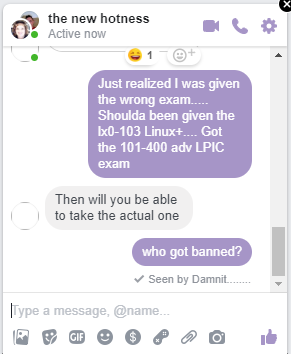 the new hotness
Active now
1
Just realized I was given
the wrong exam.....
Shoulda been given the
lx0-103 Linux+.... Got
the 101-400 adv LPIC
exam
Then will you be able
to take the actual one
who got banned?
Seen by Damnit........
Type a message, @name...
GIF